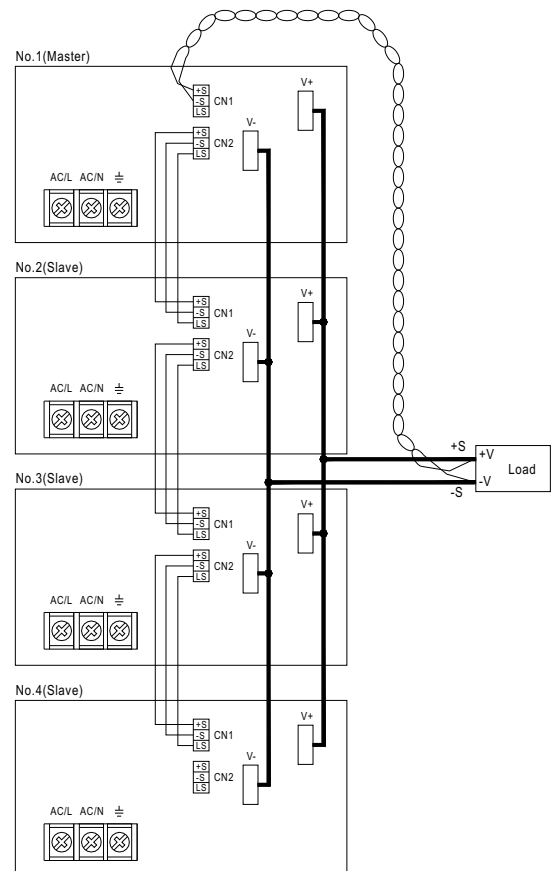 No.1(Master)
+S
-S
LS
CN1
V+
+S
-S
LS
CN2
V-
AC/L AC/N
No.2(Slave)
+S
-S
LS
CN1
V+
+S
-S
LS
CN2
V-
AC/L AC/N
+S
+V
-V
Load
-S
No.3(Slave)
+S
-S
LS
CN1
V+
+S
-S
LS
CN2
V-
AC/L AC/N
No.4(Slave)
+S
-S
LS
CN1
V+
+S
-S
LS
CN2
V-
AC/L AC/N